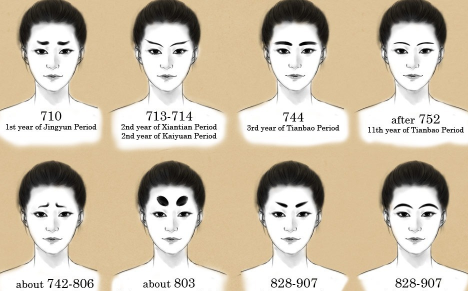 710
1st year of Jingyun Period
713-714
2nd year of Xiantian Period
2nd year of Kaiyuan Period
744
3rd year of Tianbao Period
after 752
11th year of Tianbao Period
about 742-806
about 803
828-907
828-907